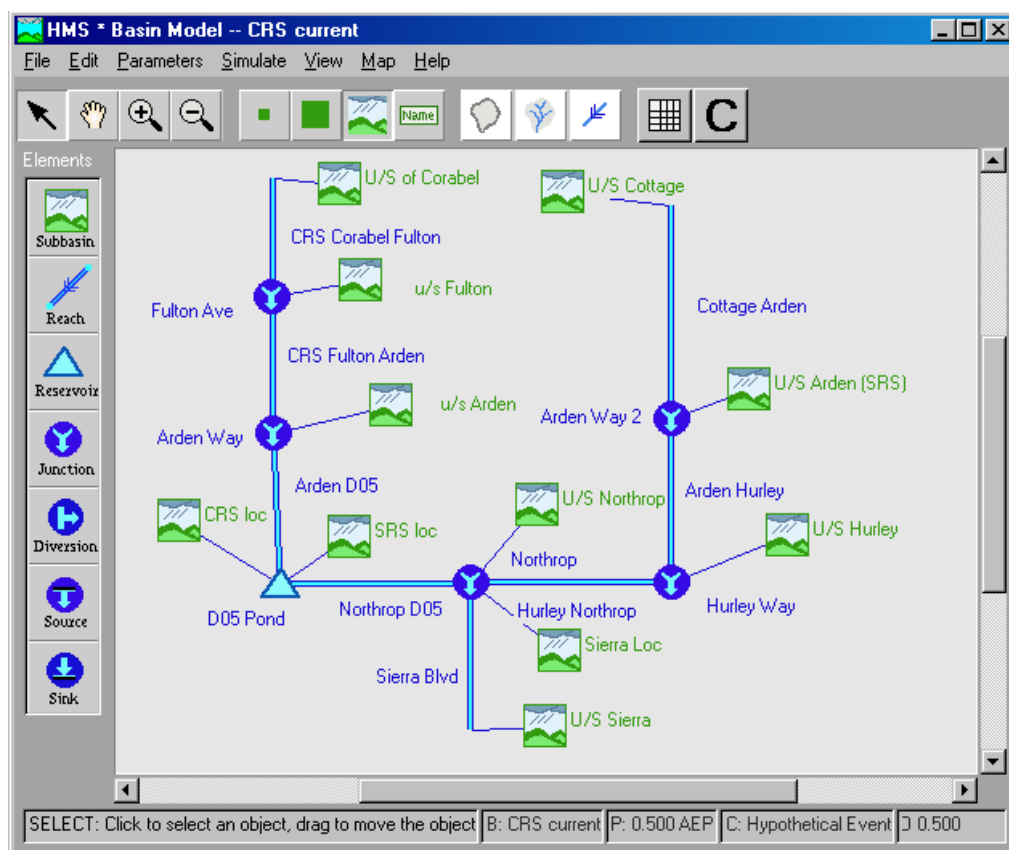 HMS * Basin Model -- CRS current
File Edit Parameters Simulate View Map Help
Name
C
Elements
Subbasin
Reach
Reservoir
Junction
Diversion
Source
Sink
U/S of Corabel
U/S Cottage
CRS Corabel Fulton
u/s Fulton
Fulton Ave
Cottage Arden
CRS Fulton Arden
U/S Arden (SRS)
u/s Arden
Arden Way 2
Arden Way
Arden D05
Arden Hurley
U/S Northrop
CRS loc
SRS loc
U/S Hurley
Northrop
D05 Pond
Northrop D05
Hurley Northrop
Hurley Way
Sierra Loc
Sierra Blvd
U/S Sierra
SELECT: Click to select an object, drag to move the object B: CRS current P: 0.500 AEP C: Hypothetical Event 0.500